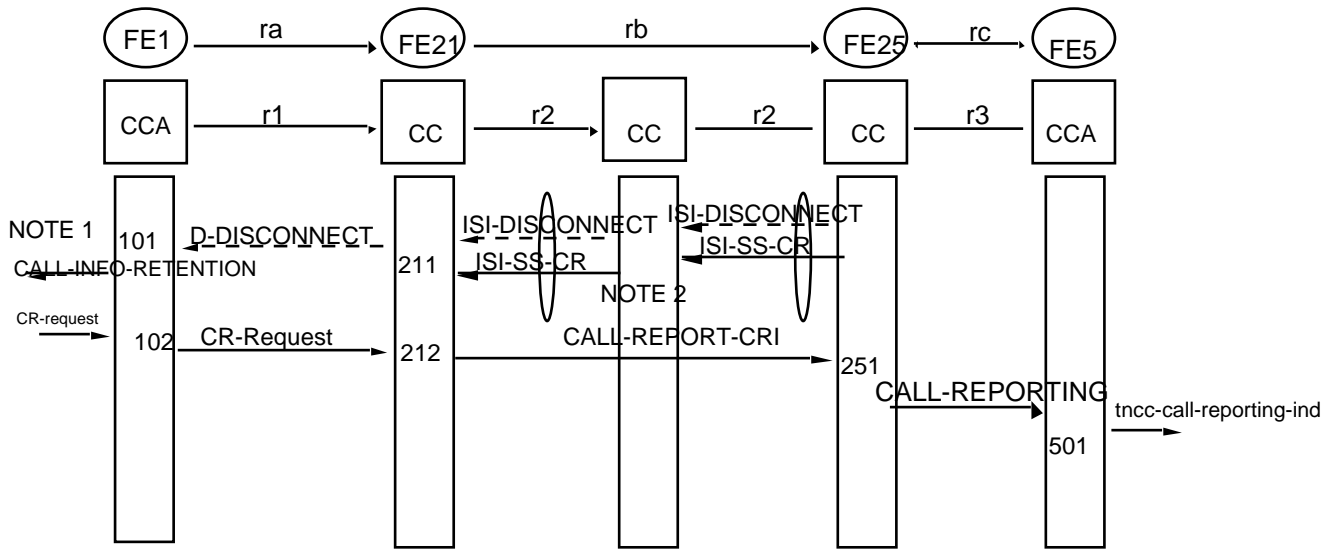 FE1 ra FE21 rb FE25 rc FE5
CCA r1 CC r2 CC r2 CC r3 CCA
NOTE 1 101 D-DISCONNECT ISI-DISCONNECT ISI-DISCONNECT
CALL-INFO-RETENTION 211 ISI-SS-CR ISI-SS-CR
NOTE 2
CR-request 102 CR-Request 212 CALL-REPORT-CRI 251
CALL-REPORTING
tncc-call-reporting-ind
501